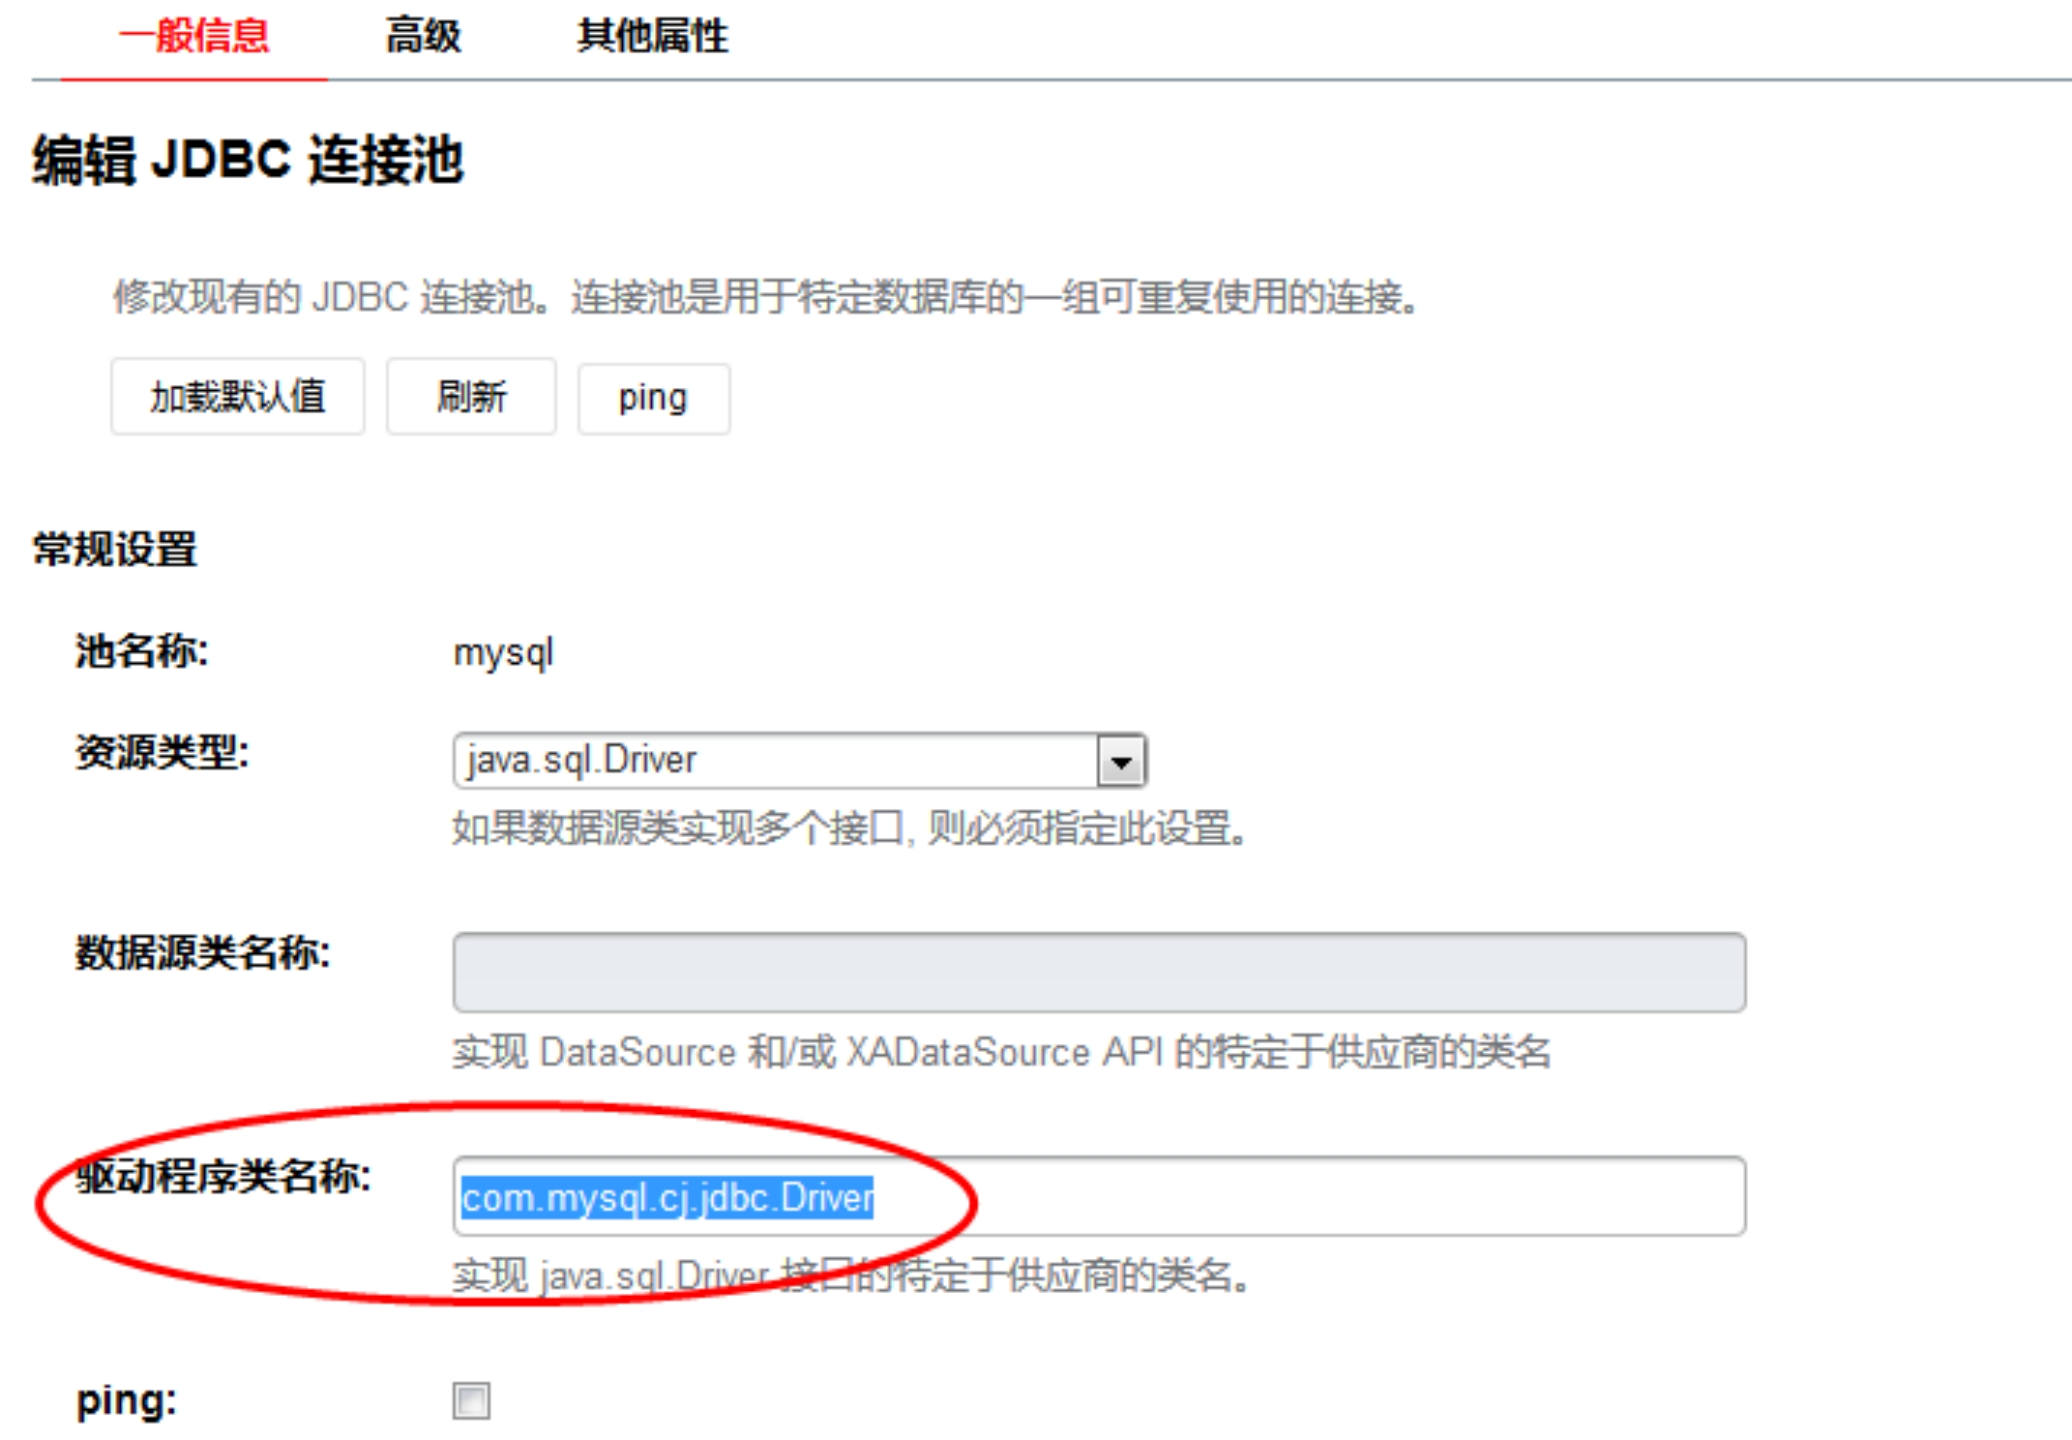 一般信息 高级 其他属性
编辑 JDBC 连接池
修改现有的 JDBC 连接池。连接池是用于特定数据库的一组可重复使用的连接。
加载默认值 刷新 ping
常规设置
池名称: mysql
资源类型: java.sql.Driver
如果数据源类实现多个接口, 则必须指定此设置。
数据源类名称:
实现 DataSource 和/或 XADataSource API 的特定于供应商的类名
驱动程序类名称: com.mysql.cj.jdbc.Driver
实现 java.sql.Driver 接口的特定于供应商的类名。
ping: